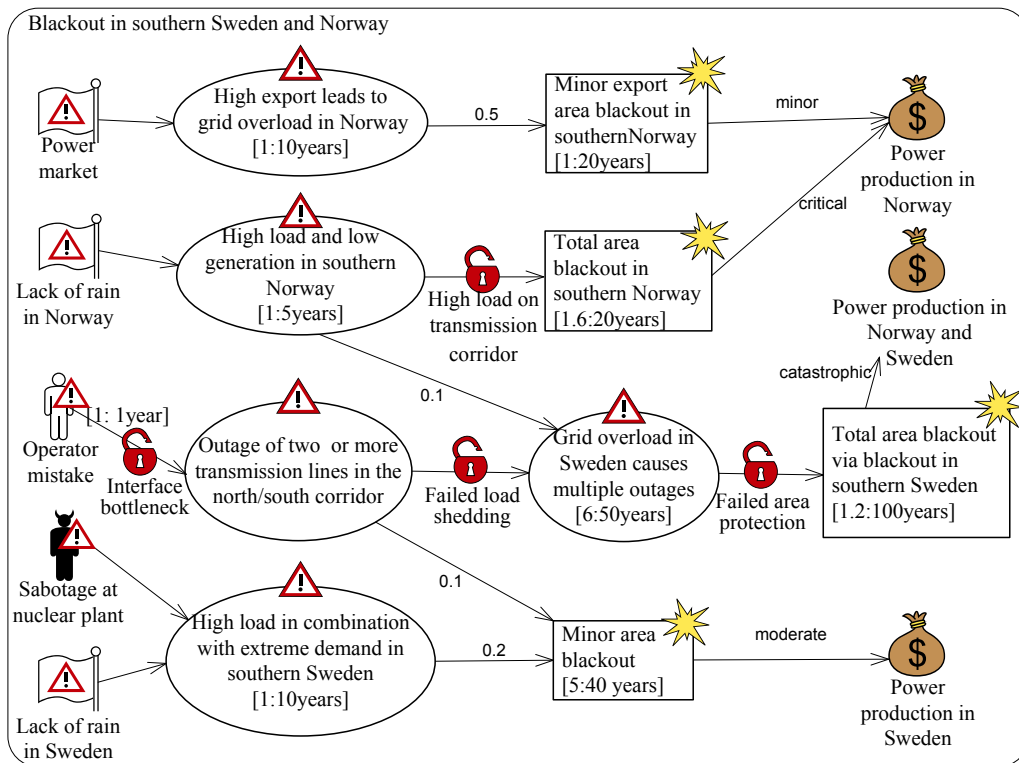 Blackout in southern Sweden and Norway
Power
market
High export leads to
grid overload in Norway
[1:10years]
0.5
Minor export
area blackout in
southernNorway
[1:20years]
minor
$
Power
production in
Norway
Lack of rain
in Norway
High load and low
generation in southern
Norway
[1:5years]
High load on
transmission
corridor
Total area
blackout in
southern Norway
[1.6:20years]
critical
Power production in
Norway and
Sweden
0.1
catastrophic
Operator
mistake
[1: 1year]
Interface
bottleneck
Outage of two or more
transmission lines in the
north/south corridor
Failed load
shedding
Grid overload in
Sweden causes
multiple outages
[6:50years]
Failed area
protection
Total area blackout
via blackout in
southern Sweden
[1.2:100years]
Sabotage at
nuclear plant
0.1
High load in combination
with extreme demand in
southern Sweden
[1:10years]
0.2
Minor area
blackout
[5:40 years]
moderate
$
Power
production in
Sweden
Lack of rain
in Sweden